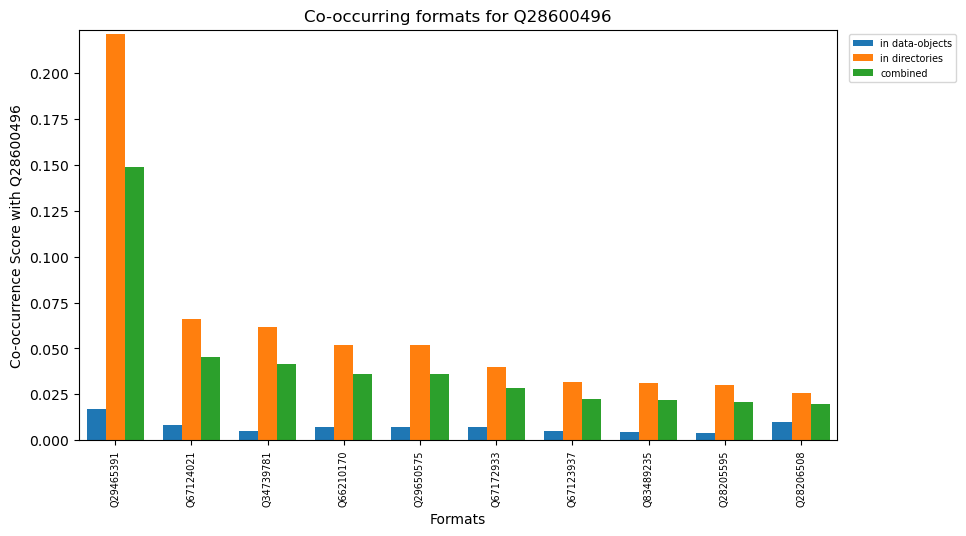 Co-occurring formats for Q28600496
in data-objects
in directories
combined
Co-occurrence Score with Q28600496
0.200
0.175
0.150
0.125
0.100
0.075
0.050
0.025
0.000
Q29465391
Q67124021
Q34739781
Q66210170
Q29650575
Q67172933
Q67123937
Q83489235
Q28205595
Q28206508
Formats